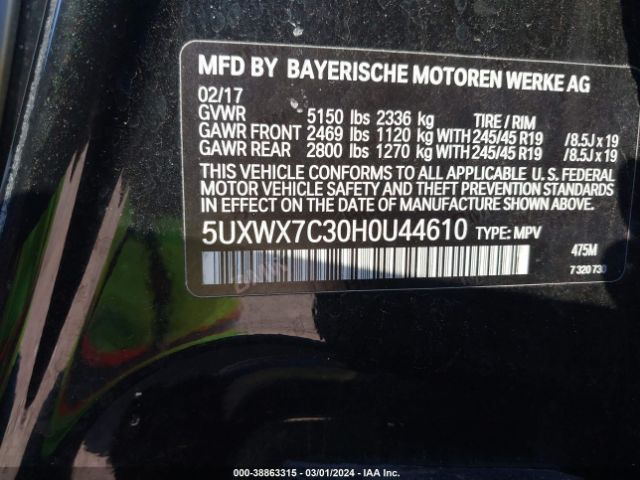 MFD BY BAYERISCHE MOTOREN WERKE AG
02/17
GVWR 5150 lbs 2336 kg TIRE / RIM
GAWR FRONT 2469 lbs 1120 kg WITH 245/45 R19 /8.5J x 19
GAWR REAR 2800 lbs 1270 kg WITH 245/45 R19 /8.5J x 19
THIS VEHICLE CONFORMS TO ALL APPLICABLE U. S. FEDERAL
MOTOR VEHICLE SAFETY AND THEFT PREVENTION STANDARDS
IN EFFECT ON THE DATE OF MANUFACTURE SHOWN ABOVE.
5UXWX7C30H0U44610 TYPE: MPV
475M
7 320 730
000-38863315 - 03/01/2024 - IAA Inc.